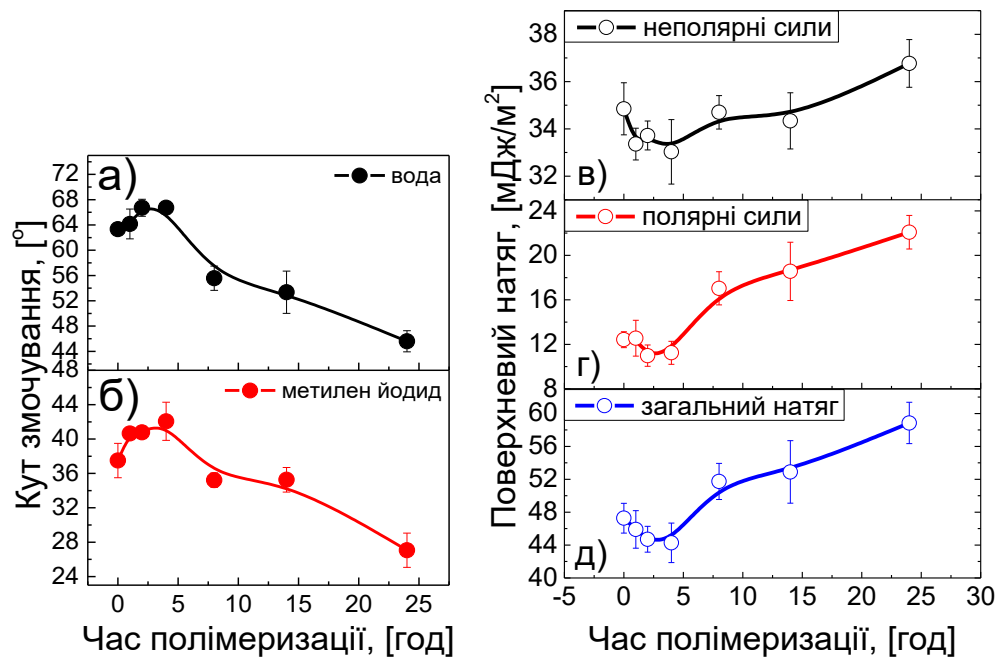 Кут змочування, [°]
а)
вода
72
68
64
60
56
52
48
44
48
б)
метилен йодид
44
40
36
32
28
24
0 5 10 15 20 25
Час полімеризації, [год]
Поверхневий натяг, [мДж/м²]
38
36
34
32
неполярні сили
в)
24
20
16
12
8
полярні сили
г)
60
56
52
48
44
40
загальний натяг
д)
-5 0 5 10 15 20 25 30
Час полімеризації, [год]